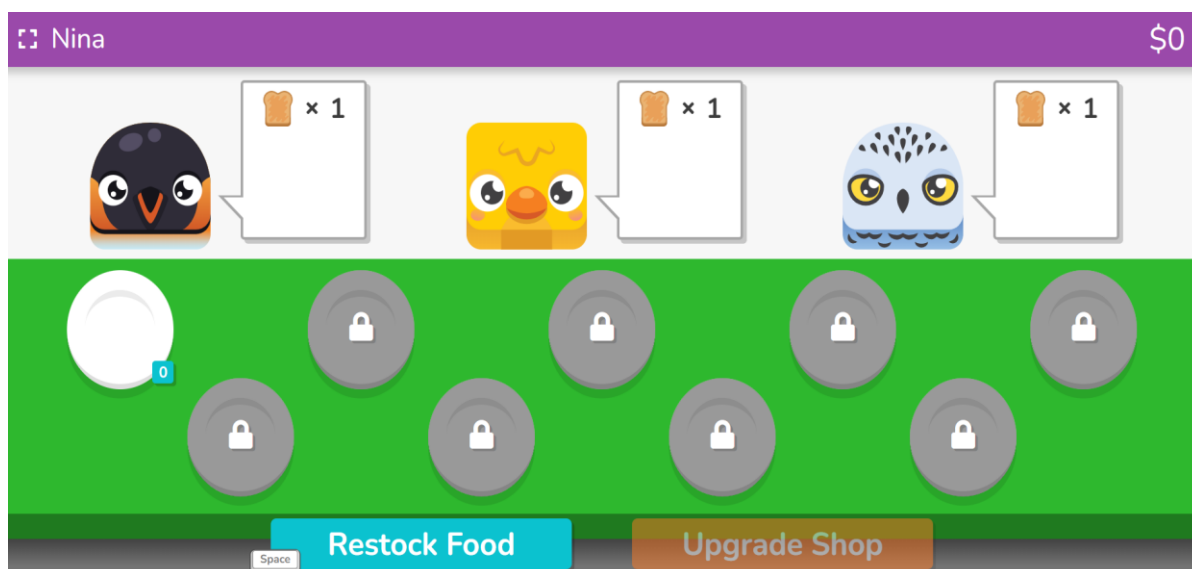 Nina
$0
× 1
× 1
× 1
0
Restock Food
Upgrade Shop
Space